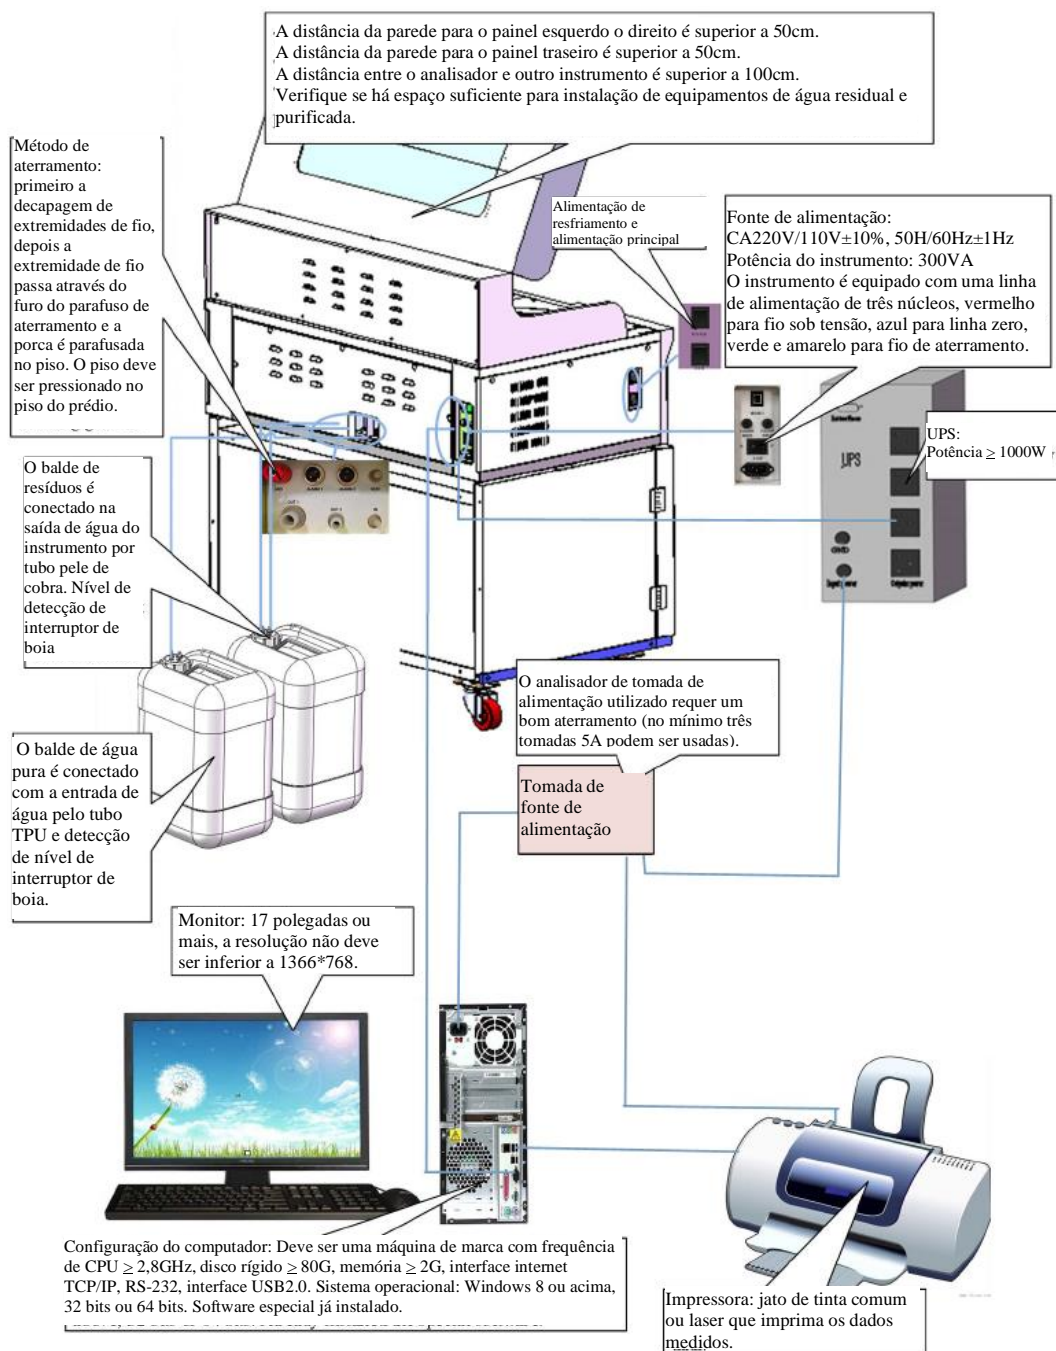 A distância da parede para o painel esquerdo o direito é superior a 50cm.
A distância da parede para o painel traseiro é superior a 50cm.
A distância entre o analisador e outro instrumento é superior a 100cm.
Verifique se há espaço suficiente para instalação de equipamentos de água residual e
purificada.
Método de
aterramento:
primeiro a
decapagem de
extremidades de fio,
depois a
extremidade de fio
passa através do
furo do parafuso de
aterramento e a
porca é parafusada
no piso. O piso deve
ser pressionado no
piso do prédio.
Alimentação de
resfriamento e
alimentação principal
Fonte de alimentação:
CA220V/110V±10%, 50H/60Hz±1Hz
Potência do instrumento: 300VA
O instrumento é equipado com uma linha
de alimentação de três núcleos, vermelho
para fio sob tensão, azul para linha zero,
verde e amarelo para fio de aterramento.
UPS
UPS:
Potência ≥ 1000W
O balde de
resíduos é
conectado na
saída de água do
instrumento por
tubo pele de
cobra. Nível de
detecção de
interruptor de
boia
O analisador de tomada de
alimentação utilizado requer um
bom aterramento (no mínimo três
tomadas 5A podem ser usadas).
O balde de água
pura é conectado
com a entrada de
água pelo tubo
TPU e detecção
de nível de
interruptor de
boia.
Tomada de
fonte de
alimentação
Monitor: 17 polegadas ou
mais, a resolução não deve
ser inferior a 1366*768.
Configuração do computador: Deve ser uma máquina de marca com frequência
de CPU ≥ 2,8GHz, disco rígido ≥ 80G, memória ≥ 2G, interface internet
TCP/IP, RS-232, interface USB2.0. Sistema operacional: Windows 8 ou acima,
32 bits ou 64 bits. Software especial já instalado.
Impressora: jato de tinta comum
ou laser que imprima os dados
medidos.